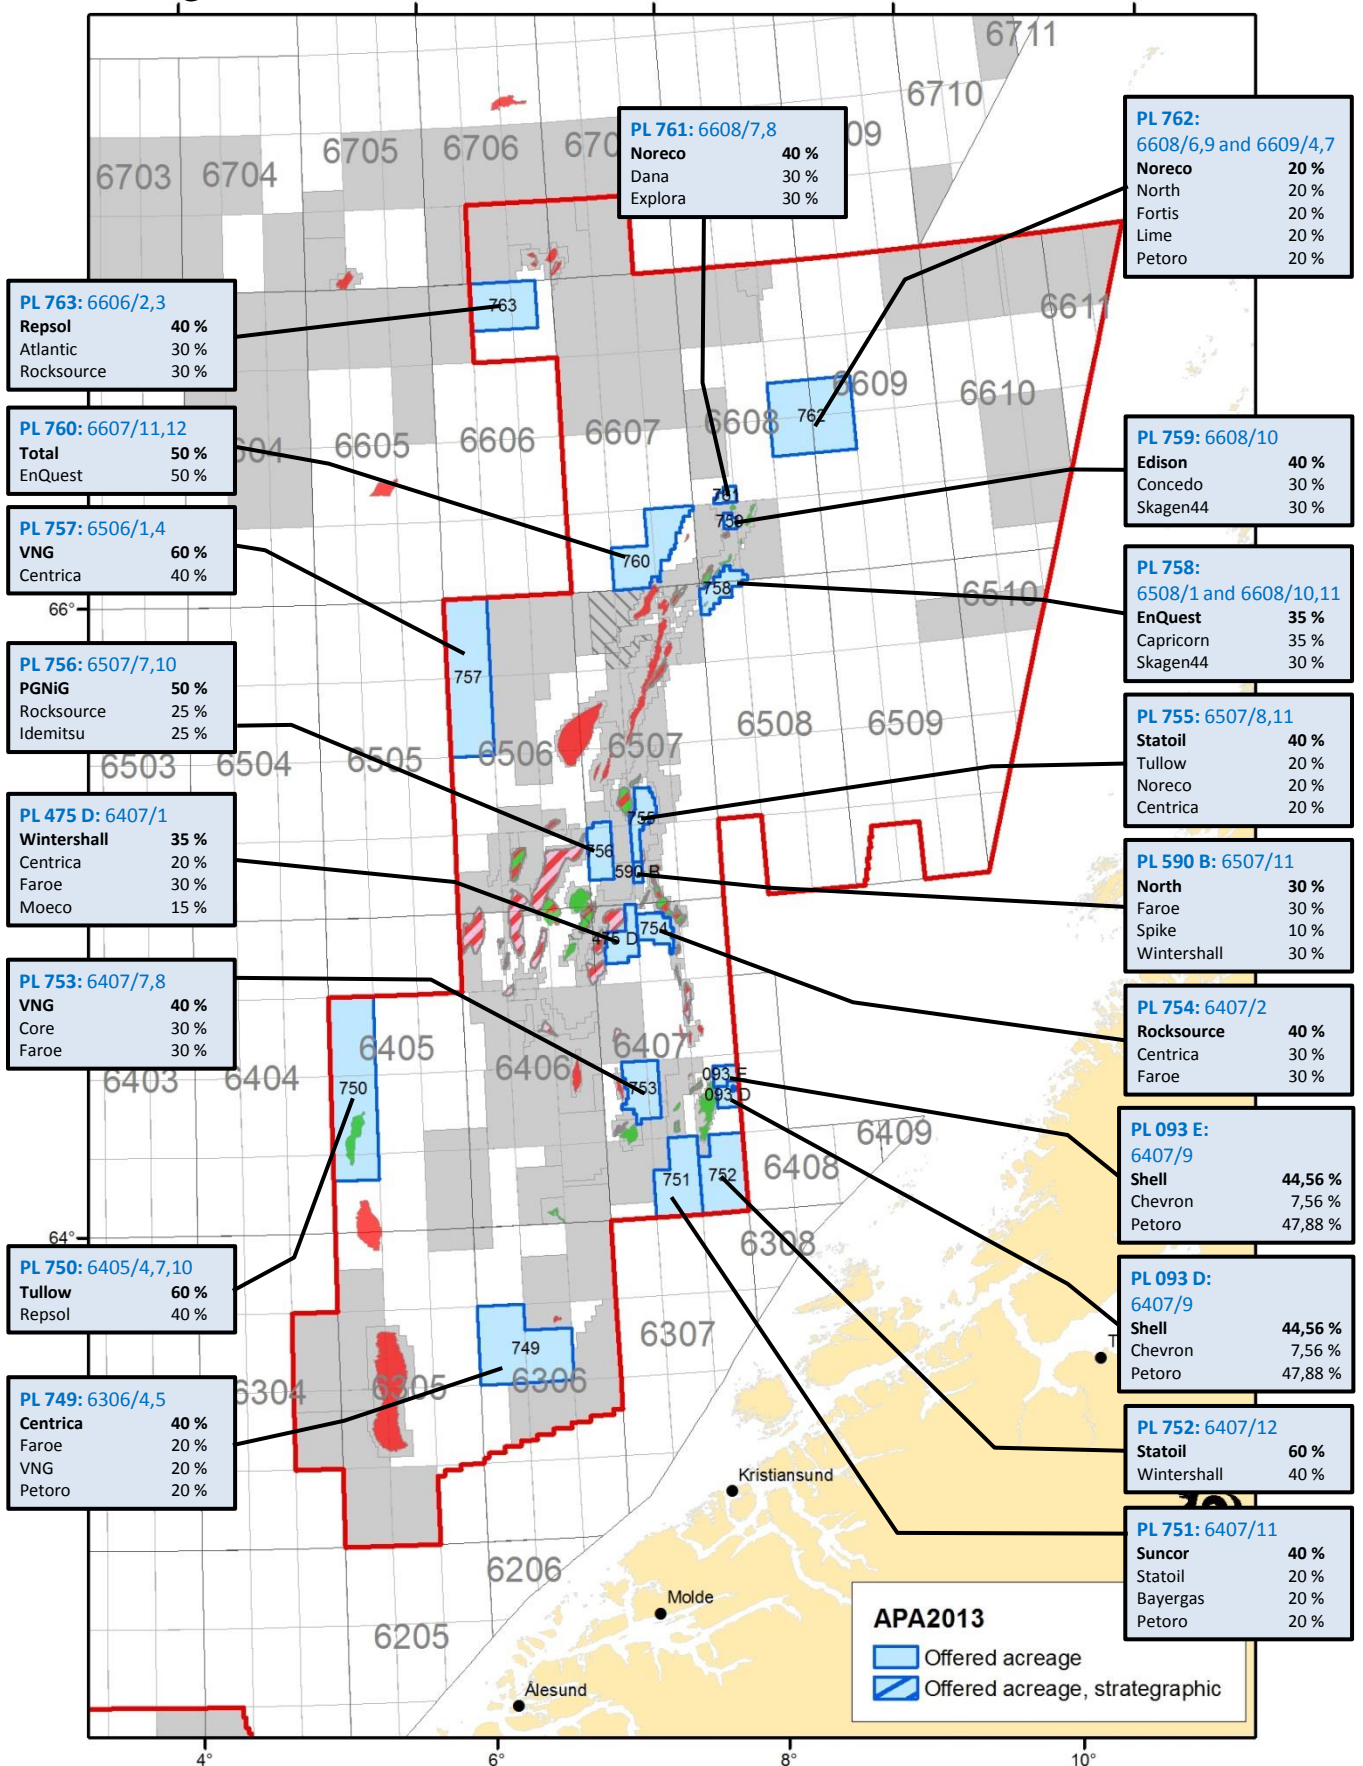 6711
6710
09
6705
6706
670
6703
6704
PL 761: 6608/7,8
Noreco 40 %
Dana 30 %
Explora 30 %
PL 762:
6608/6,9 and 6609/4,7
Noreco 20 %
North 20 %
Fortis 20 %
Lime 20 %
Petoro 20 %
PL 763: 6606/2,3
Repsol 40 %
Atlantic 30 %
Rocksource 30 %
763
6611
762
6609
6610
6608
6607
6606
6605
604
PL 760: 6607/11,12
Total 50 %
EnQuest 50 %
PL 759: 6608/10
Edison 40 %
Concedo 30 %
Skagen44 30 %
761
759
760
758
6510
PL 757: 6506/1,4
VNG 60 %
Centrica 40 %
66°
PL 758:
6508/1 and 6608/10,11
EnQuest 35 %
Capricorn 35 %
Skagen44 30 %
PL 756: 6507/7,10
PGNiG 50 %
Rocksource 25 %
Idemitsu 25 %
757
PL 755: 6507/8,11
Statoil 40 %
Tullow 20 %
Noreco 20 %
Centrica 20 %
6503
6504
6505
6506
6507
6508
6509
PL 475 D: 6407/1
Wintershall 35 %
Centrica 20 %
Faroe 30 %
Moeco 15 %
755
756
590 B
754
475 D
PL 590 B: 6507/11
North 30 %
Faroe 30 %
Spike 10 %
Wintershall 30 %
PL 753: 6407/7,8
VNG 40 %
Core 30 %
Faroe 30 %
PL 754: 6407/2
Rocksource 40 %
Centrica 30 %
Faroe 30 %
6403
6404
6405
6406
6407
750
753
093 E
093 D
6409
6408
751
752
PL 093 E:
6407/9
Shell 44,56 %
Chevron 7,56 %
Petoro 47,88 %
64°
6308
PL 750: 6405/4,7,10
Tullow 60 %
Repsol 40 %
PL 093 D:
6407/9
Shell 44,56 %
Chevron 7,56 %
Petoro 47,88 %
T
749
6307
6304
6305
6306
PL 749: 6306/4,5
Centrica 40 %
Faroe 20 %
VNG 20 %
Petoro 20 %
PL 752: 6407/12
Statoil 60 %
Wintershall 40 %
Kristiansund
PL 751: 6407/11
Suncor 40 %
Statoil 20 %
Bayergas 20 %
Petoro 20 %
6206
Molde
6205
Ålesund
APA2013
Offered acreage
Offered acreage, strategraphic
4°
6°
8°
10°